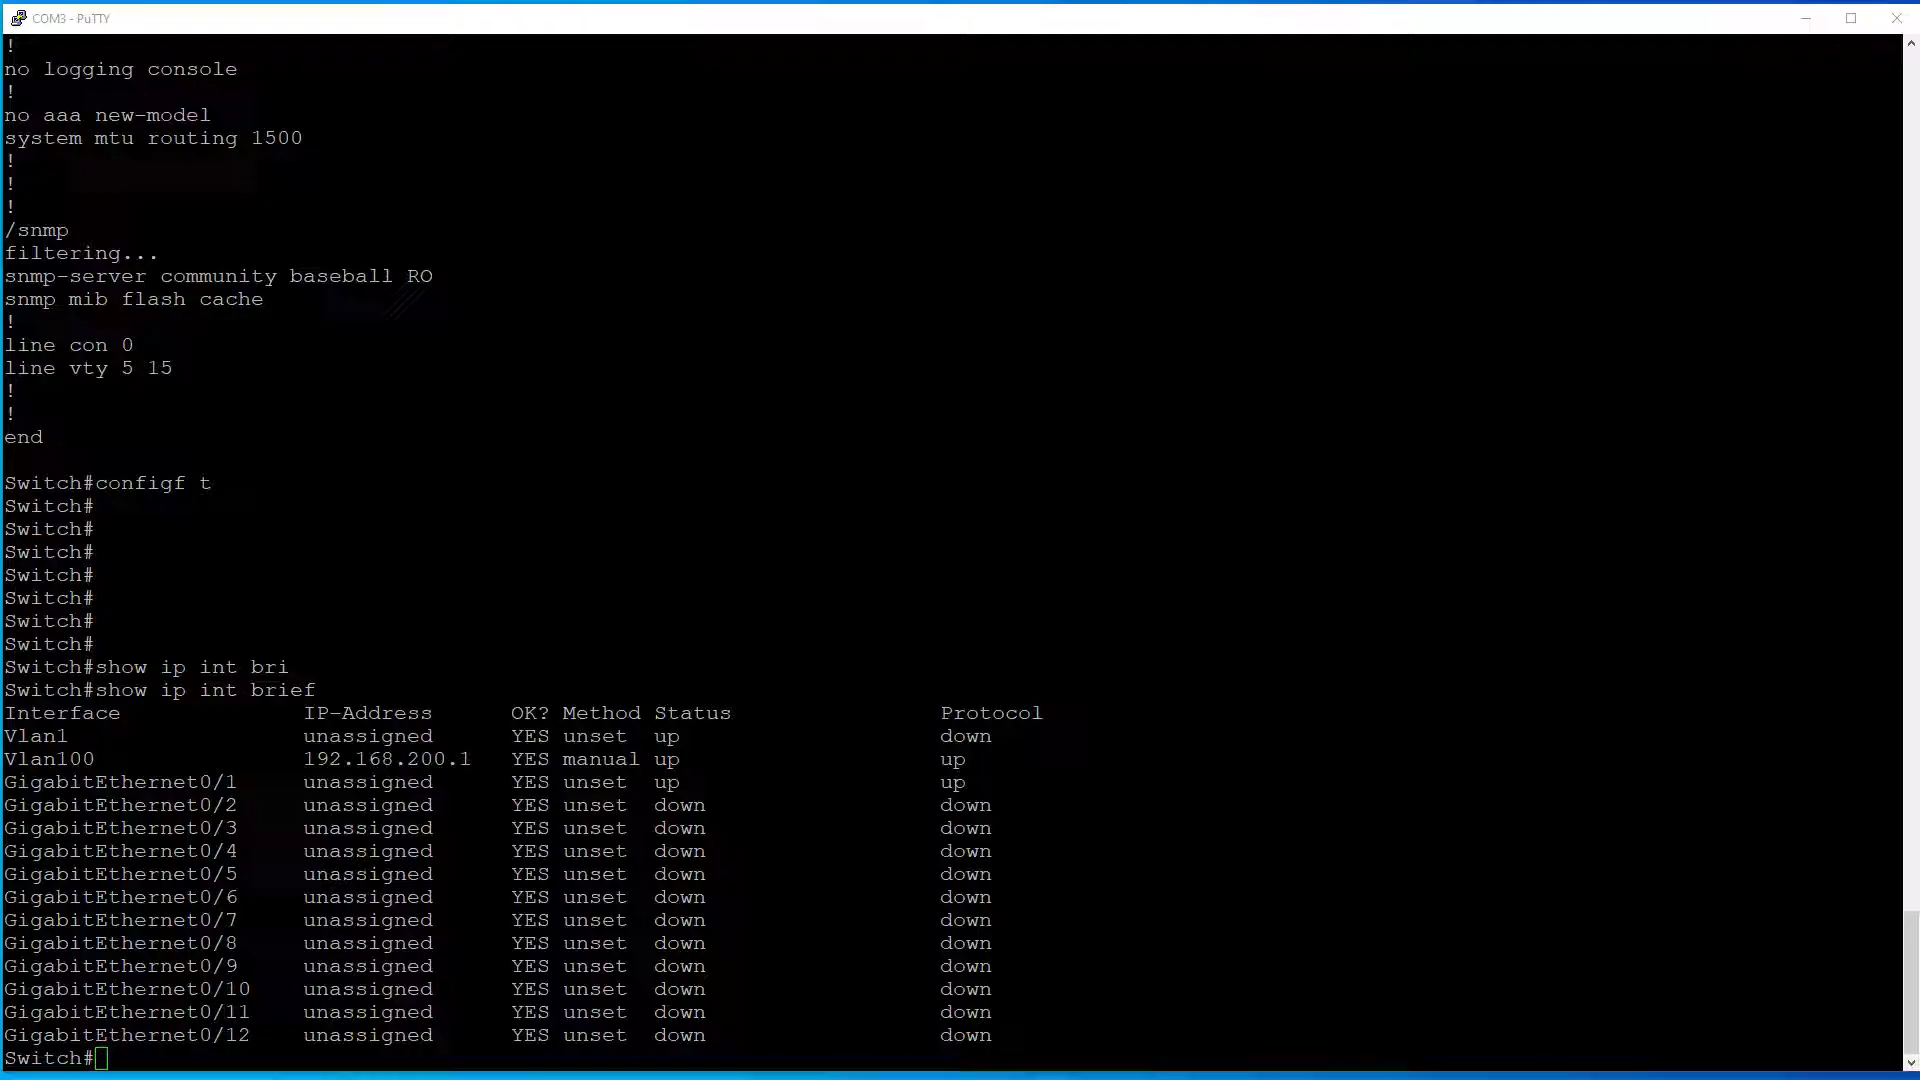 COM3 - PuTTY
!
no logging console
!
no aaa new-model
system mtu routing 1500
!
!
!
/snmp
filtering...
snmp-server community baseball RO
snmp mib flash cache
!
line con 0
line vty 5 15
!
!
end
Switch#configf t
Switch#
Switch#
Switch#
Switch#
Switch#
Switch#
Switch#
Switch#show ip int bri
Switch#show ip int brief
Interface IP-Address OK? Method Status Protocol
Vlan1 unassigned YES unset up down
Vlan100 192.168.200.1 YES manual up up
GigabitEthernet0/1 unassigned YES unset up up
GigabitEthernet0/2 unassigned YES unset down down
GigabitEthernet0/3 unassigned YES unset down down
GigabitEthernet0/4 unassigned YES unset down down
GigabitEthernet0/5 unassigned YES unset down down
GigabitEthernet0/6 unassigned YES unset down down
GigabitEthernet0/7 unassigned YES unset down down
GigabitEthernet0/8 unassigned YES unset down down
GigabitEthernet0/9 unassigned YES unset down down
GigabitEthernet0/10 unassigned YES unset down down
GigabitEthernet0/11 unassigned YES unset down down
GigabitEthernet0/12 unassigned YES unset down down
Switch#